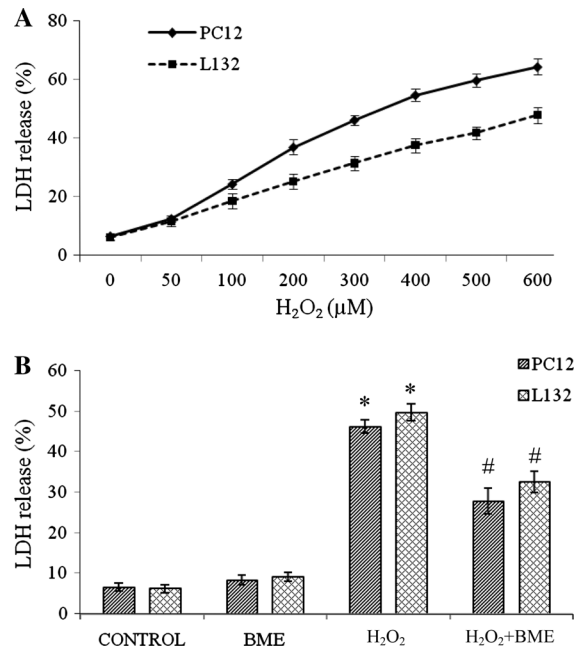 A
80
60
40
20
0
LDH release (%)
PC12
L132
0 50 100 200 300 400 500 600
H₂O₂ (µM)
B
60
50
40
30
20
10
0
LDH release (%)
PC12
L132
* *
# #
CONTROL BME H₂O₂ H₂O₂+BME